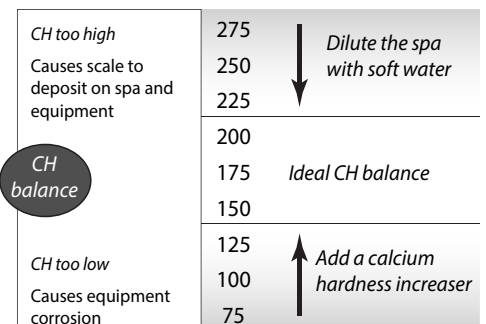 CH too high
Causes scale to
deposit on spa and
equipment
275
250
225
Dilute the spa
with soft water
CH
balance
200
175
150
Ideal CH balance
CH too low
Causes equipment
corrosion
125
100
75
Add a calcium
hardness increaser